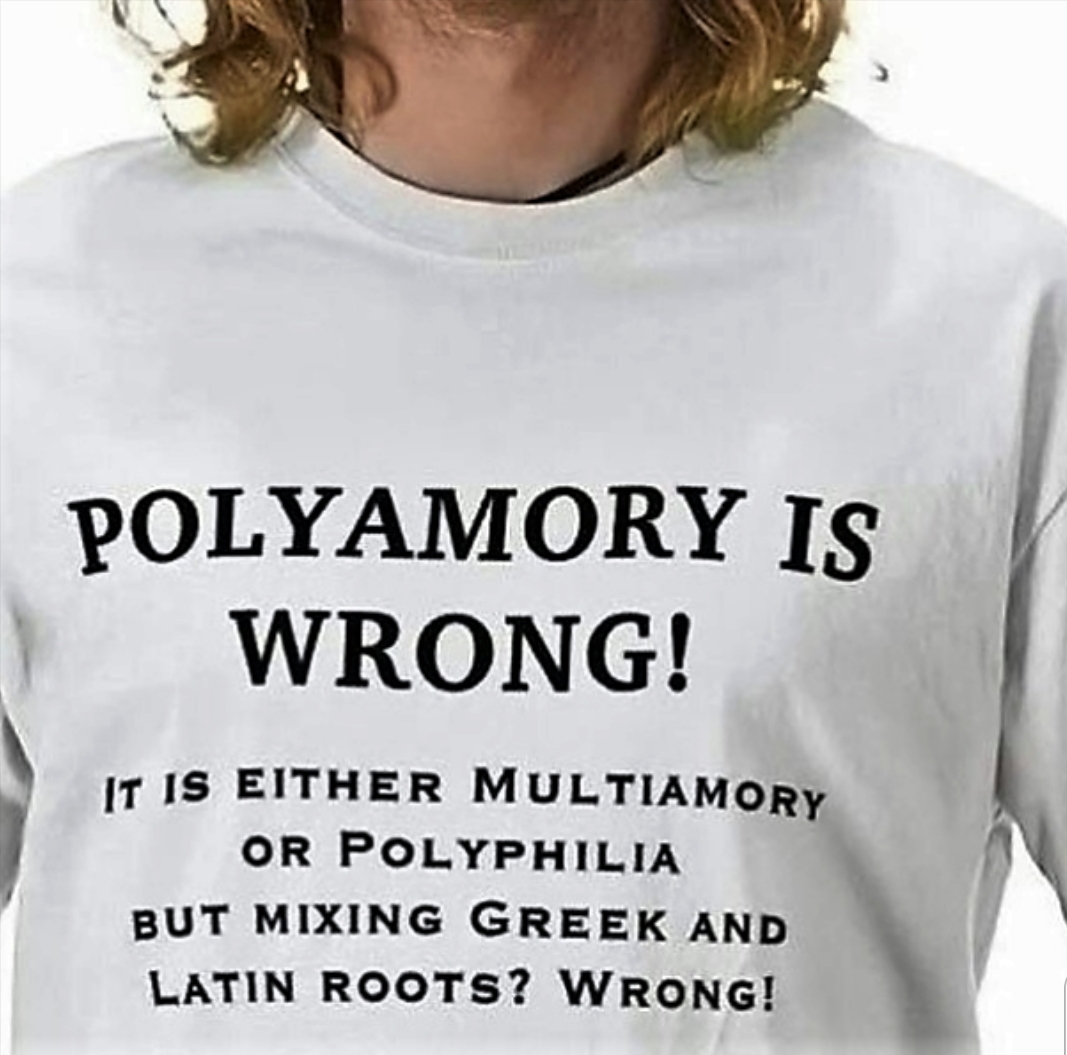 POLYAMORY IS
WRONG!
IT IS EITHER MULTIAMORY
OR POLYPHILIA
BUT MIXING GREEK AND
LATIN ROOTS? WRONG!